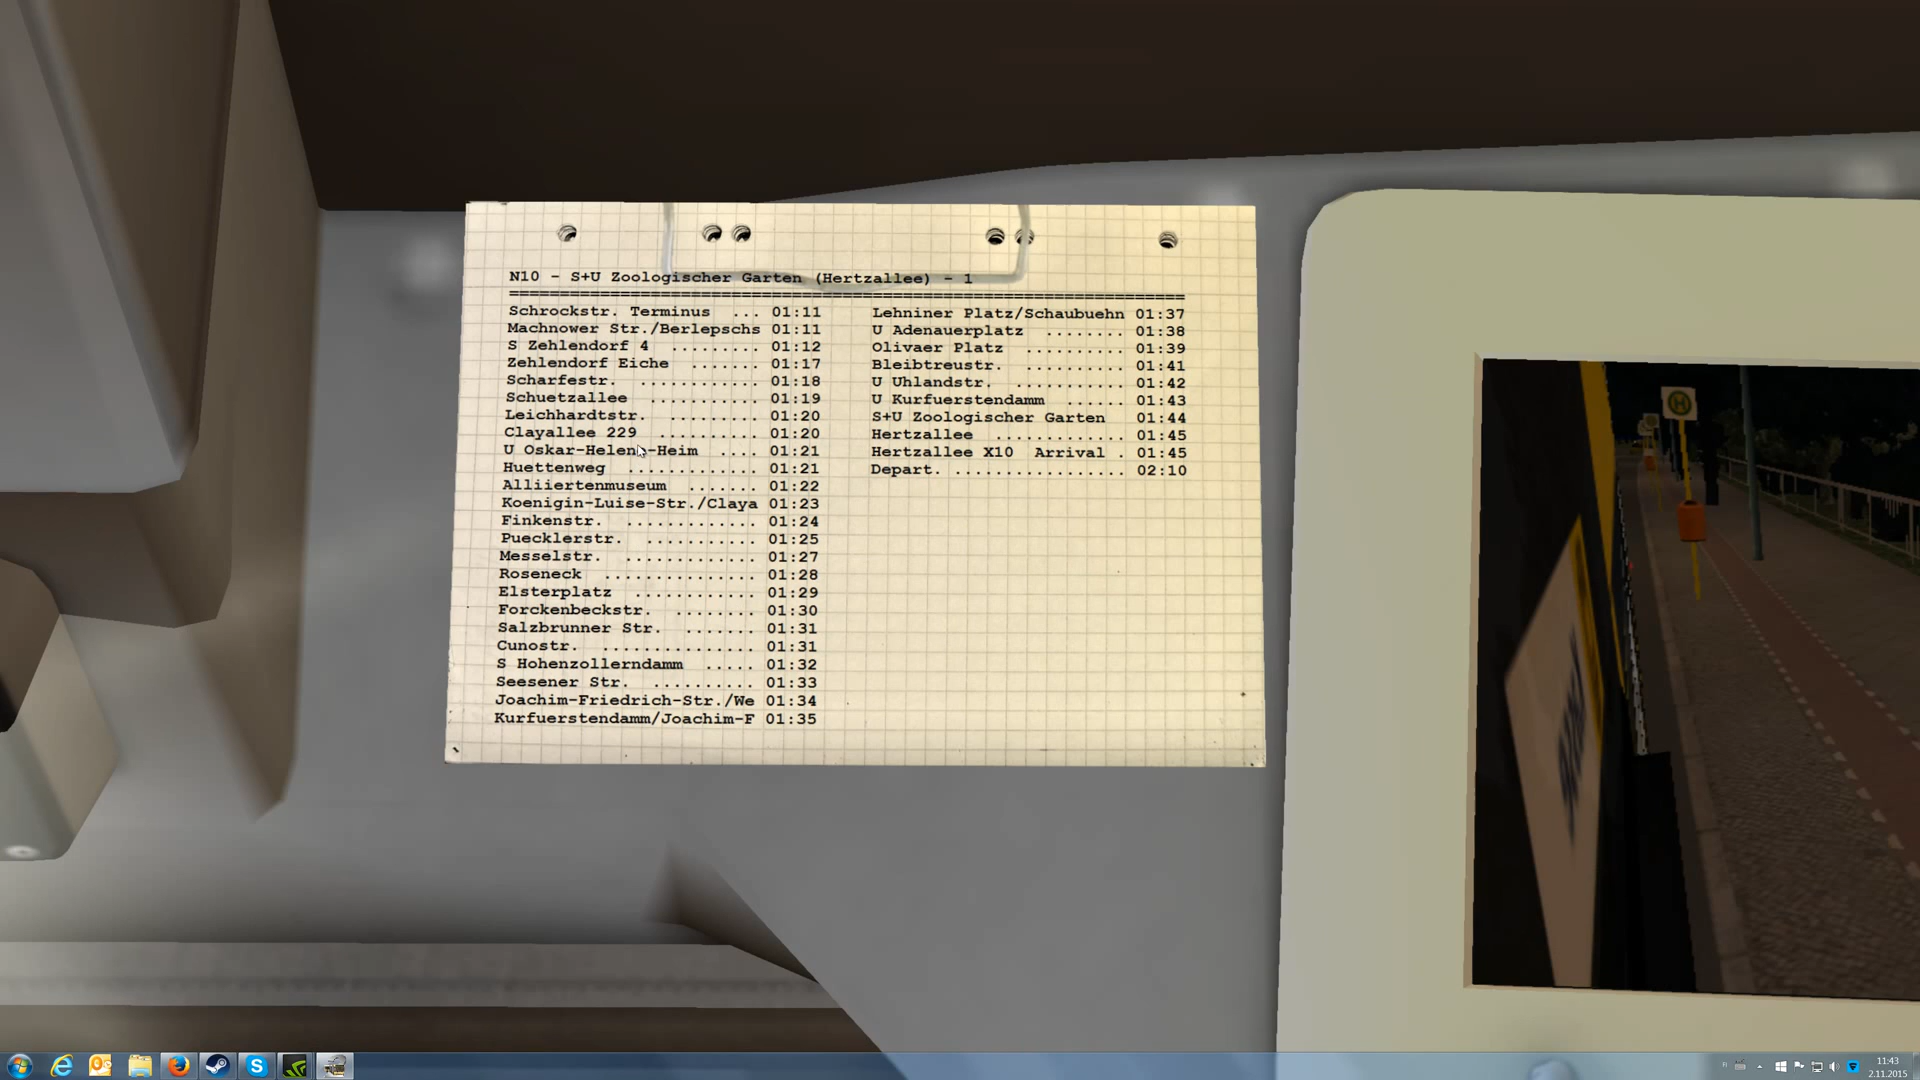 N10 - S+U Zoologischer Garten (Hertzallee) - 1
===================================================================
Schrockstr. Terminus ... 01:11
Machnower Str./Berlepschs 01:11
S Zehlendorf 4 ......... 01:12
Zehlendorf Eiche ....... 01:17
Scharfestr. ............ 01:18
Schuetzallee ........... 01:19
Leichhardtstr. ......... 01:20
Clayallee 229 .......... 01:20
U Oskar-Helene-Heim .... 01:21
Huettenweg ............. 01:21
Alliiertenmuseum ....... 01:22
Koenigin-Luise-Str./Claya 01:23
Finkenstr. ............. 01:24
Puecklerstr. ........... 01:25
Messelstr. ............. 01:27
Roseneck ............... 01:28
Elsterplatz ............ 01:29
Forckenbeckstr. ........ 01:30
Salzbrunner Str. ....... 01:31
Cunostr. ............... 01:31
S Hohenzollerndamm ..... 01:32
Seesener Str. .......... 01:33
Joachim-Friedrich-Str./We 01:34
Kurfuerstendamm/Joachim-F 01:35
Lehniner Platz/Schaubuehn 01:37
U Adenauerplatz ........ 01:38
Olivaer Platz .......... 01:39
Bleibtreustr. .......... 01:41
U Uhlandstr. ........... 01:42
U Kurfuerstendamm ...... 01:43
S+U Zoologischer Garten 01:44
Hertzallee ............. 01:45
Hertzallee X10 Arrival . 01:45
Depart. ................. 02:10
H
11:43
2.11.2015